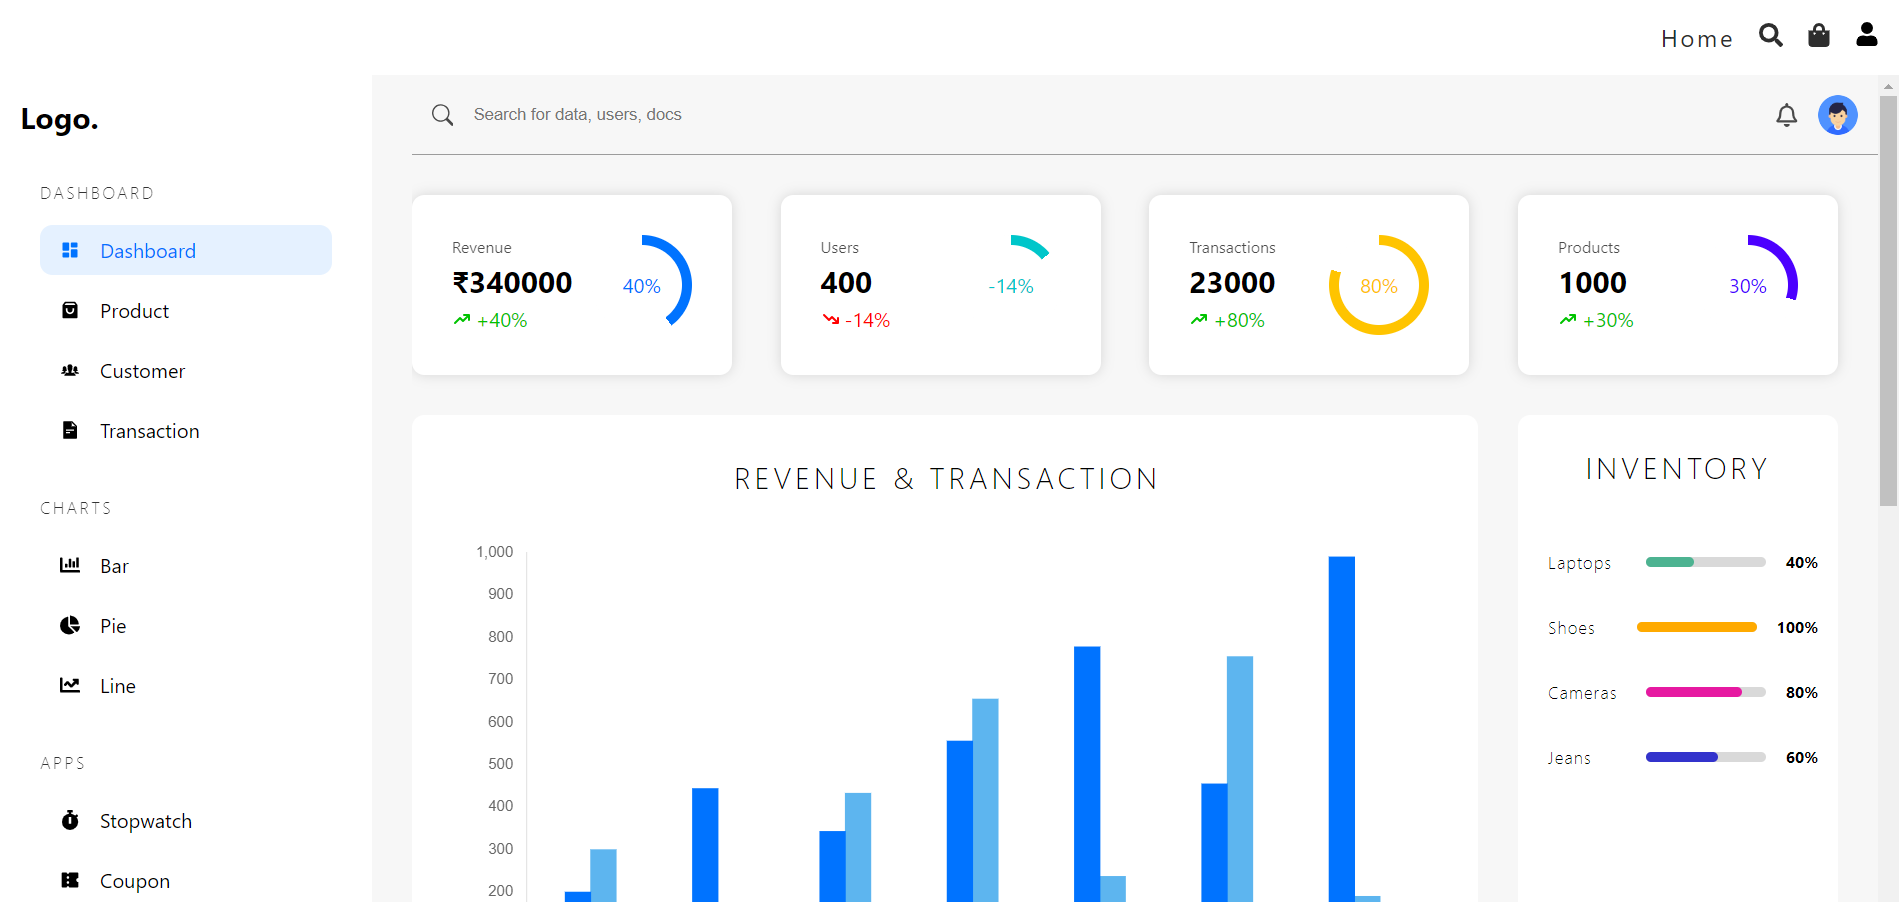 Home
Logo.
Search for data, users, docs
DASHBOARD
Dashboard
Product
Customer
Transaction
CHARTS
Bar
Pie
Line
APPS
Stopwatch
Coupon
Revenue
₹340000
+40%
40%
Users
400
-14%
-14%
Transactions
23000
+80%
80%
Products
1000
+30%
30%
REVENUE & TRANSACTION
1,000
900
800
700
600
500
400
300
200
INVENTORY
Laptops 40%
Shoes 100%
Cameras 80%
Jeans 60%